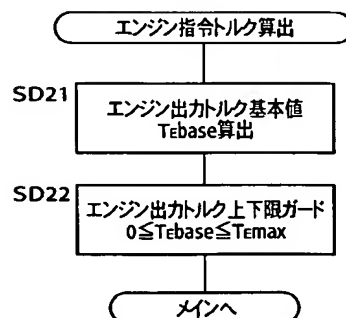 エンジン指令トルク算出
SD21
エンジン出力トルク基本値
TEbase算出
SD22
エンジン出力トルク上下限ガード
0≦TEbase≦TEmax
メインへ